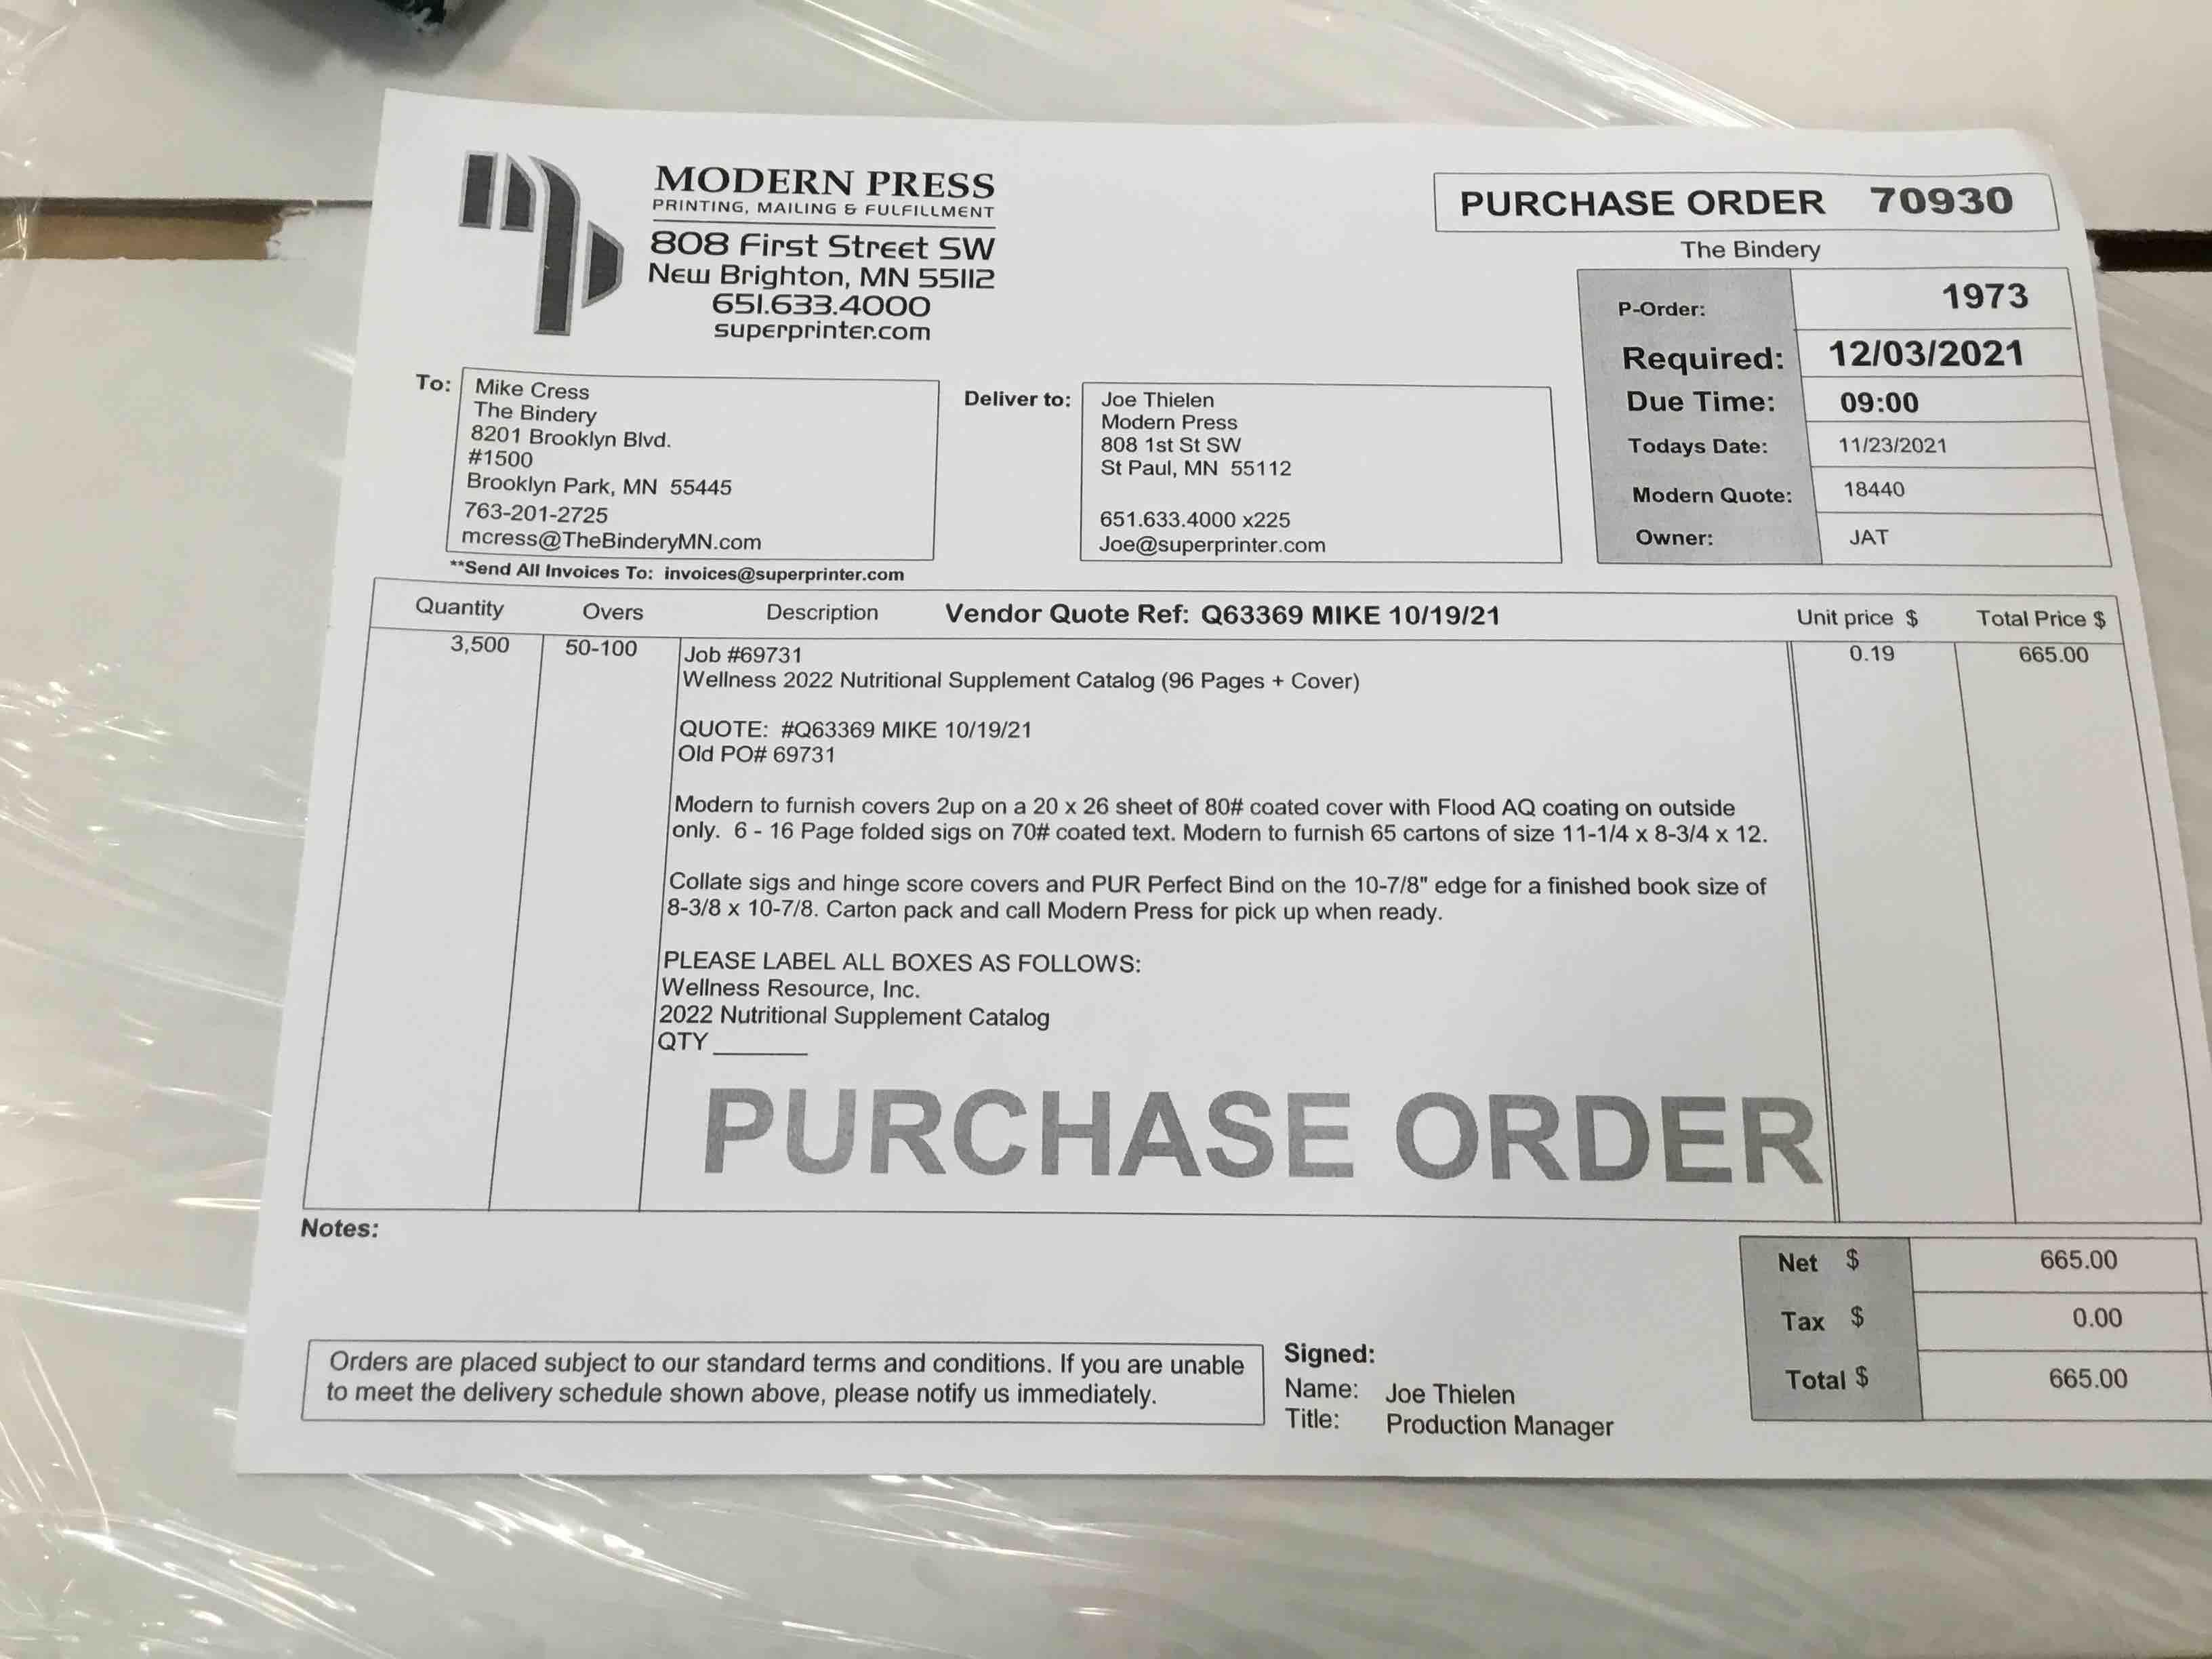 MODERN PRESS
PRINTING, MAILING & FULFILLMENT
808 First Street SW
New Brighton, MN 55112
651.633.4000
superprinter.com
PURCHASE ORDER 70930
The Bindery
P-Order: 1973
Required: 12/03/2021
Due Time: 09:00
Todays Date: 11/23/2021
Modern Quote: 18440
Owner: JAT
To: Mike Cress
The Bindery
8201 Brooklyn Blvd.
#1500
Brooklyn Park, MN 55445
763-201-2725
mcress@TheBinderyMN.com
Deliver to: Joe Thielen
Modern Press
808 1st St SW
St Paul, MN 55112
651.633.4000 x225
Joe@superprinter.com
**Send All Invoices To: invoices@superprinter.com
Quantity Overs Description Vendor Quote Ref: Q63369 MIKE 10/19/21 Unit price $ Total Price $
3,500 50-100 Job #69731 0.19 665.00
Wellness 2022 Nutritional Supplement Catalog (96 Pages + Cover)
QUOTE: #Q63369 MIKE 10/19/21
Old PO# 69731
Modern to furnish covers 2up on a 20 x 26 sheet of 80# coated cover with Flood AQ coating on outside
only. 6 - 16 Page folded sigs on 70# coated text. Modern to furnish 65 cartons of size 11-1/4 x 8-3/4 x 12.
Collate sigs and hinge score covers and PUR Perfect Bind on the 10-7/8" edge for a finished book size of
8-3/8 x 10-7/8. Carton pack and call Modern Press for pick up when ready.
PLEASE LABEL ALL BOXES AS FOLLOWS:
Wellness Resource, Inc.
2022 Nutritional Supplement Catalog
QTY _______
PURCHASE ORDER
Notes:
Net $ 665.00
Tax $ 0.00
Total $ 665.00
Orders are placed subject to our standard terms and conditions. If you are unable
to meet the delivery schedule shown above, please notify us immediately.
Signed:
Name: Joe Thielen
Title: Production Manager